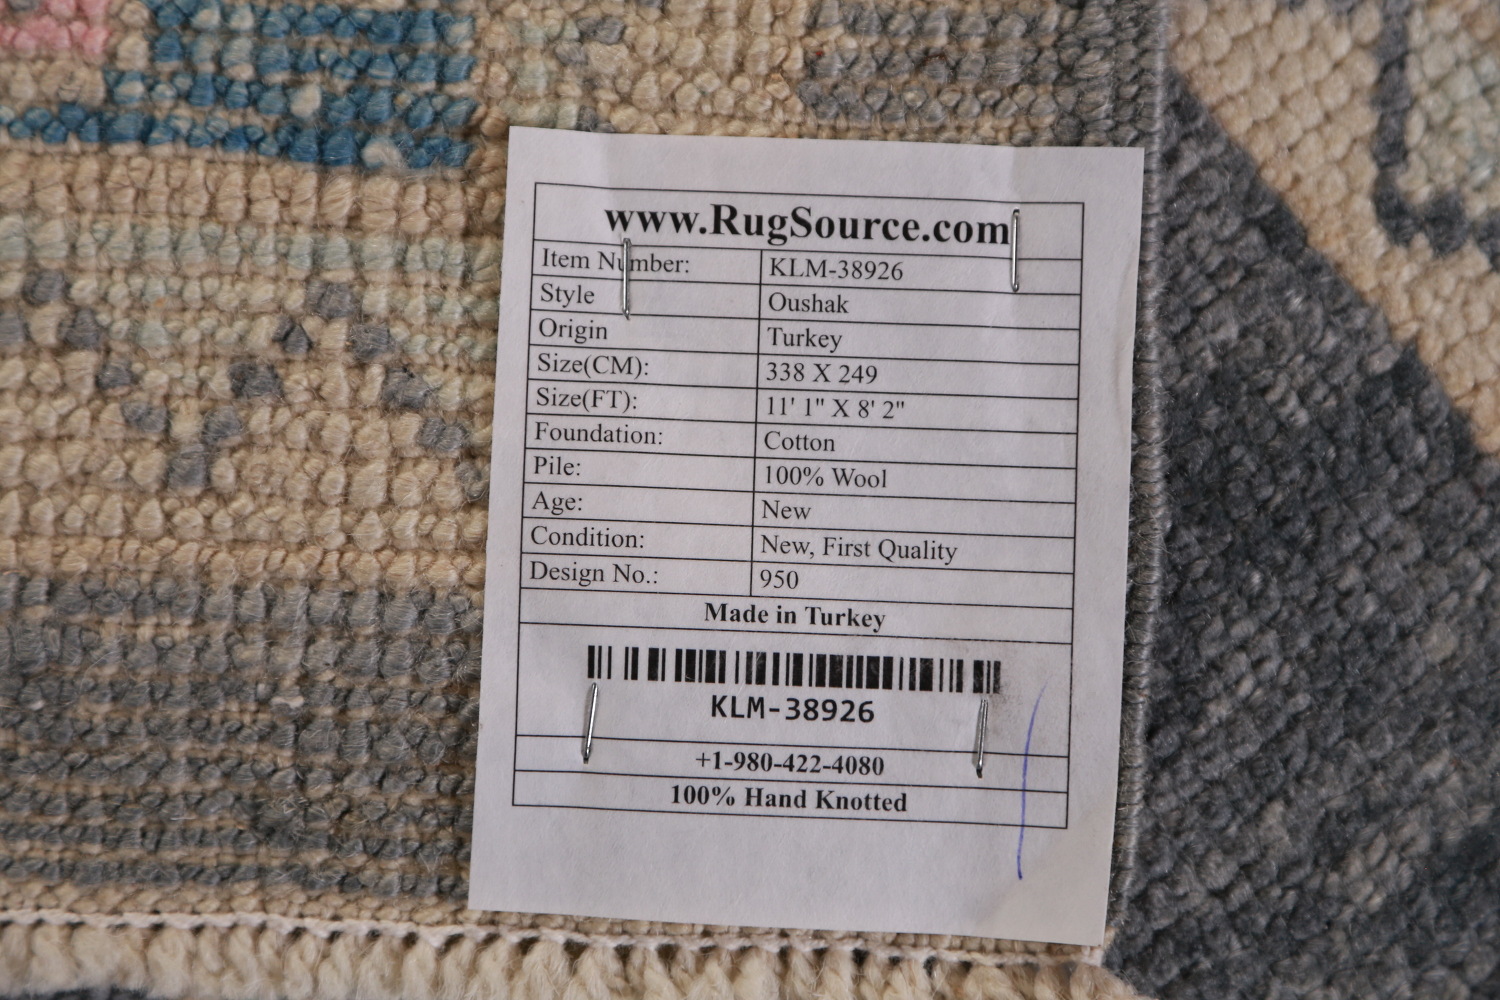 www.RugSource.com
Item Number: KLM-38926
Style Oushak
Origin Turkey
Size(CM): 338 X 249
Size(FT): 11' 1" X 8' 2"
Foundation: Cotton
Pile: 100% Wool
Age: New
Condition: New, First Quality
Design No.: 950
Made in Turkey
KLM-38926
+1-980-422-4080
100% Hand Knotted